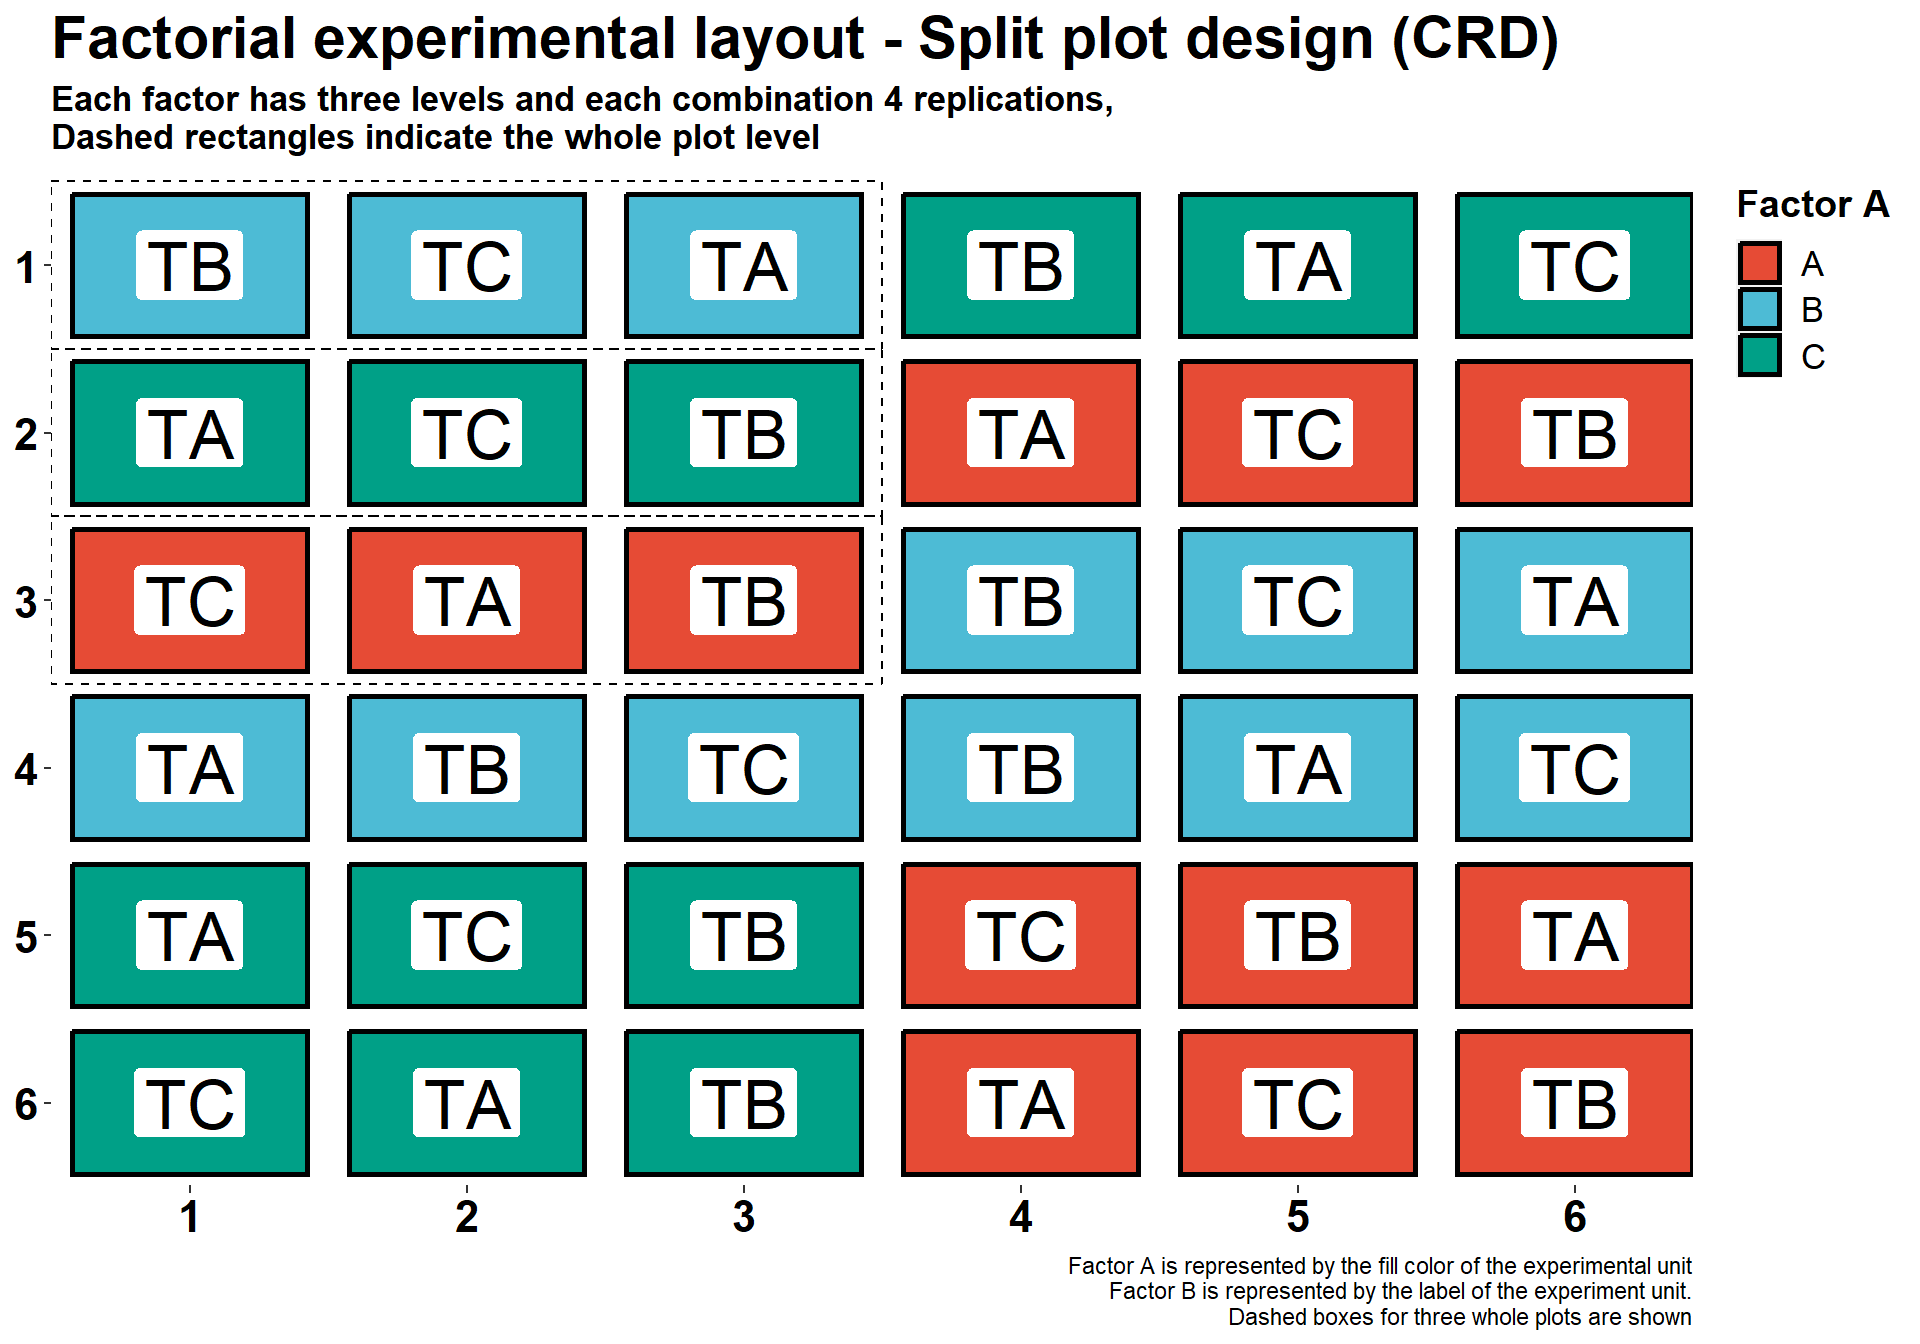 Factorial experimental layout - Split plot design (CRD)
Each factor has three levels and each combination 4 replications,
Dashed rectangles indicate the whole plot level
1 TB TC TA TB TA TC
2 TA TC TB TA TC TB
3 TC TA TB TB TC TA
4 TA TB TC TB TA TC
5 TA TC TB TC TB TA
6 TC TA TB TA TC TB
1 2 3 4 5 6
Factor A
A
B
C
Factor A is represented by the fill color of the experimental unit
Factor B is represented by the label of the experiment unit.
Dashed boxes for three whole plots are shown